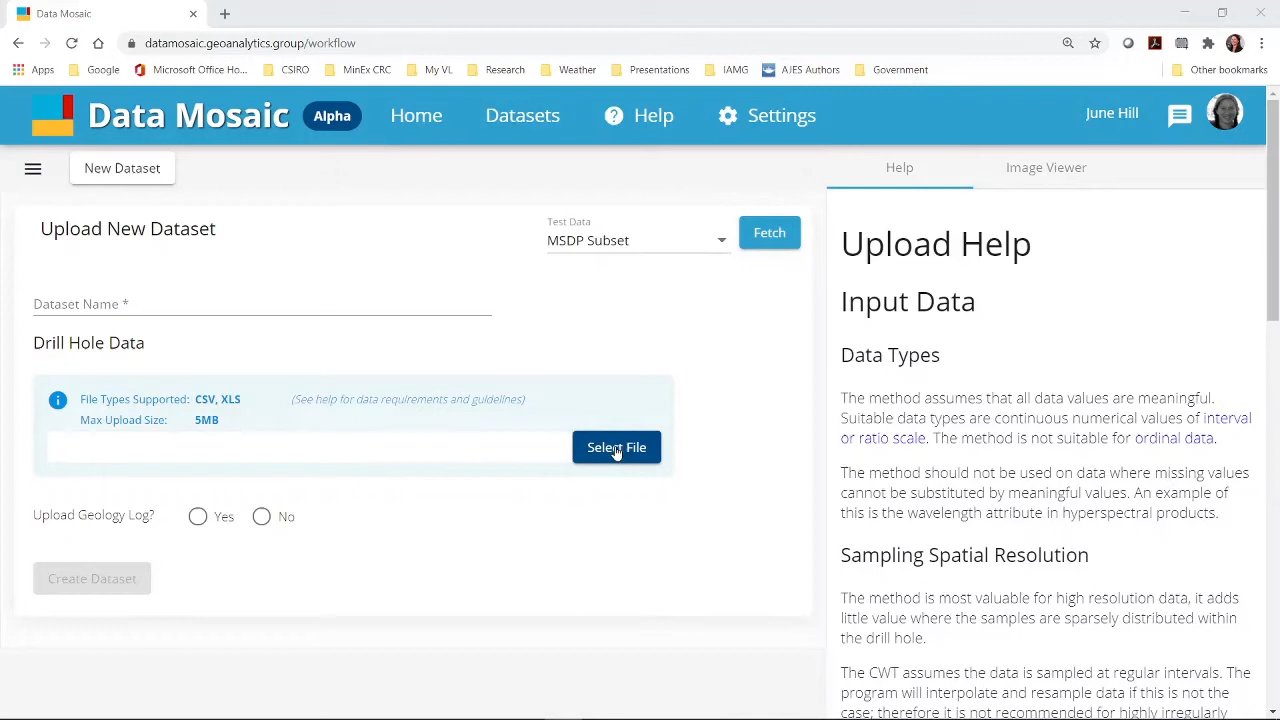 Data Mosaic
datamosaic.geoanalytics.group/workflow
Apps Google Microsoft Office Ho... CSIRO MinEx CRC My VL Research Weather Presentations IAMG AJES Authors Government Other bookmarks
Data Mosaic Alpha Home Datasets Help Settings June Hill
New Dataset
Help Image Viewer
Upload New Dataset
Test Data
MSDP Subset
Fetch
Dataset Name *
Drill Hole Data
File Types Supported: CSV, XLS (See help for data requirements and guidelines)
Max Upload Size: 5MB
Select File
Upload Geology Log? Yes No
Create Dataset
Upload Help
Input Data
Data Types
The method assumes that all data values are meaningful.
Suitable data types are continuous numerical values of interval
or ratio scale. The method is not suitable for ordinal data.
The method should not be used on data where missing values
cannot be substituted by meaningful values. An example of
this is the wavelength attribute in hyperspectral products.
Sampling Spatial Resolution
The method is most valuable for high resolution data, it adds
little value where the samples are sparsely distributed within
the drill hole.
The CWT assumes the data is sampled at regular intervals. The
program will interpolate and resample data if this is not the
case; therefore it is not recommended for highly irregularly